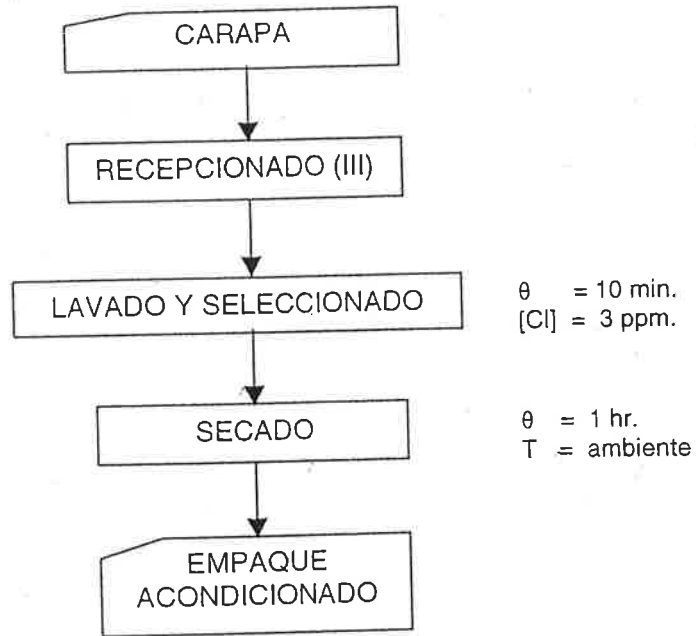 CARAPA
RECEPCIONADO (III)
LAVADO Y SELECCIONADO
θ = 10 min.
[Cl] = 3 ppm.
SECADO
θ = 1 hr.
T = ambiente
EMPAQUE
ACONDICIONADO